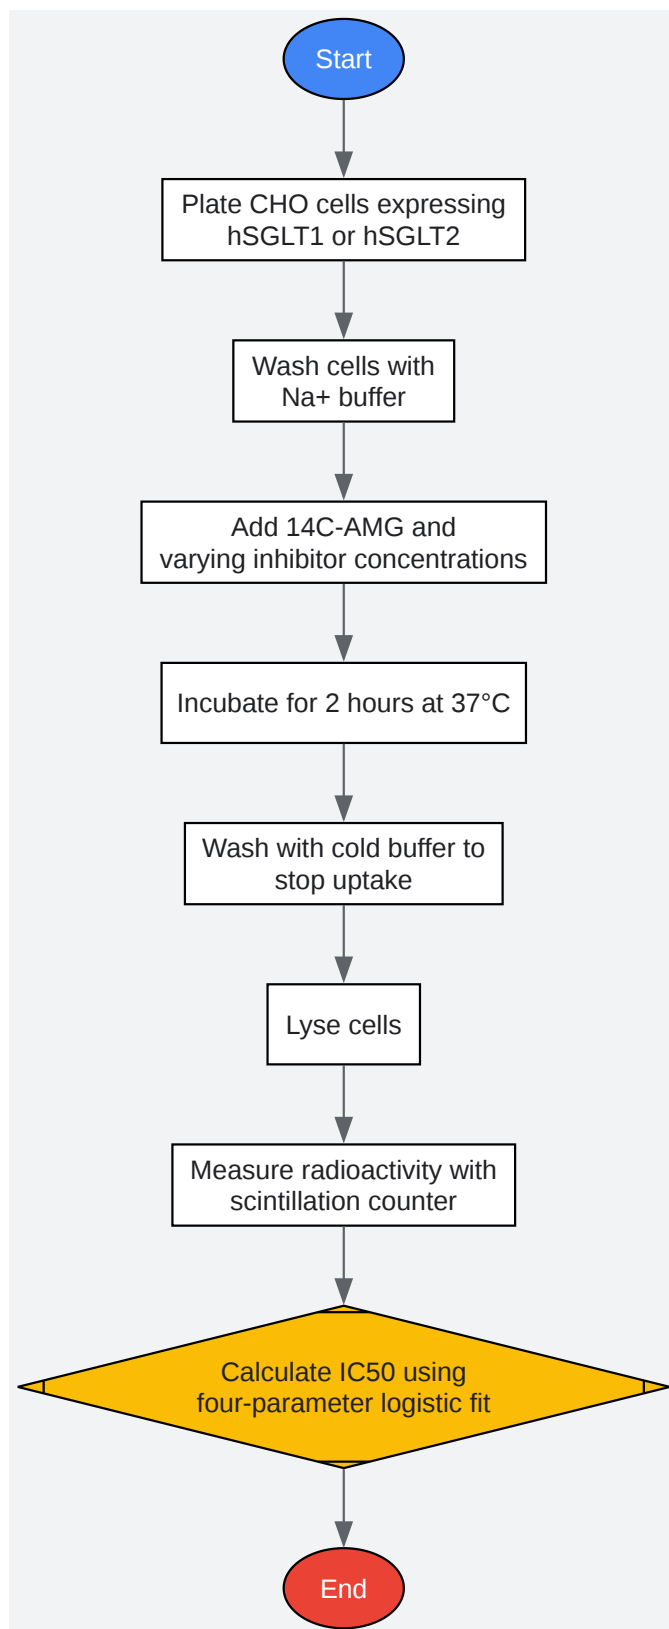 Start
Plate CHO cells expressing
hSGLT1 or hSGLT2
Wash cells with
Na+ buffer
Add 14C-AMG and
varying inhibitor concentrations
Incubate for 2 hours at 37°C
Wash with cold buffer to
stop uptake
Lyse cells
Measure radioactivity with
scintillation counter
Calculate IC50 using
four-parameter logistic fit
End